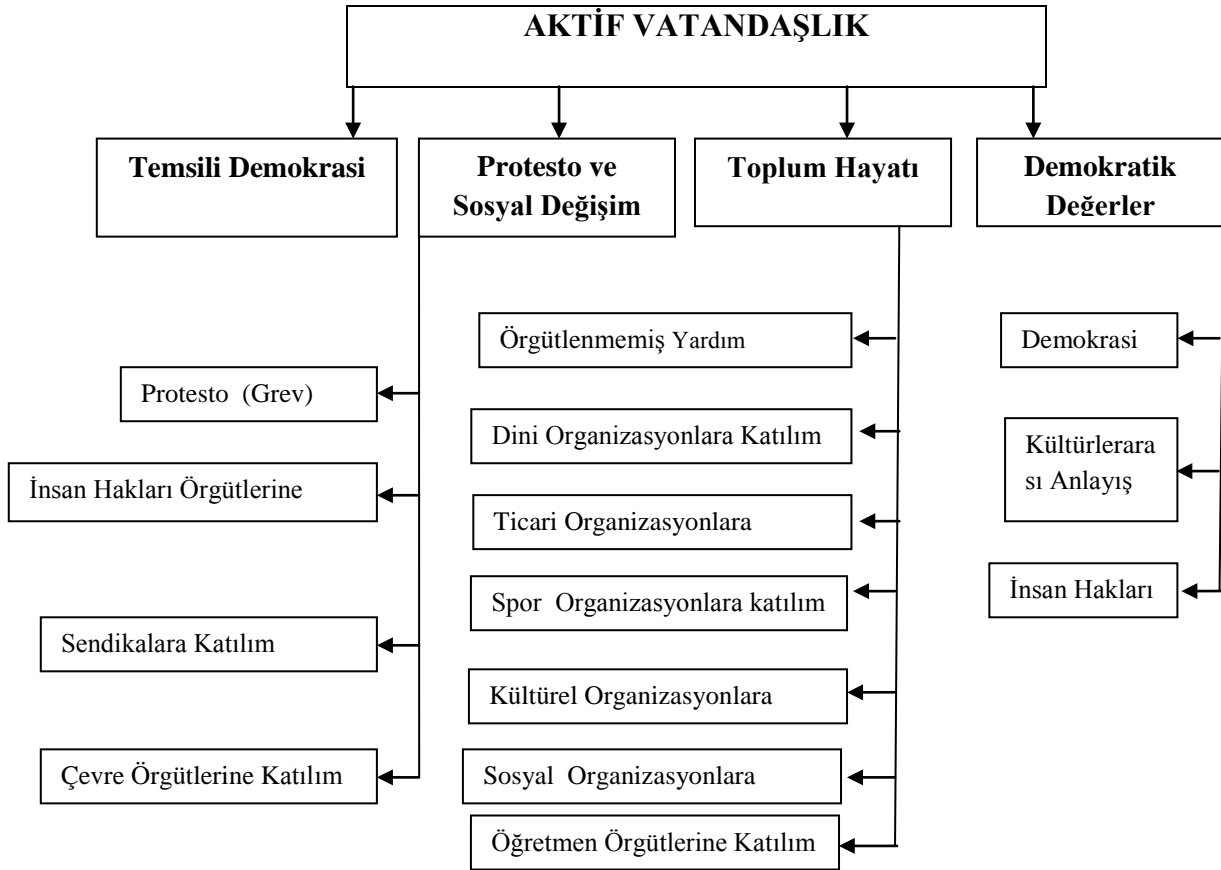 AKTİF VATANDAŞLIK
Temsili Demokrasi
Protesto ve
Sosyal Değişim
Toplum Hayatı
Demokratik
Değerler
Protesto (Grev)
İnsan Hakları Örgütlerine
Sendikalara Katılım
Çevre Örgütlerine Katılım
Örgütlenmemiş Yardım
Dini Organizasyonlara Katılım
Ticari Organizasyonlara
Spor Organizasyonlara katılım
Kültürel Organizasyonlara
Sosyal Organizasyonlara
Öğretmen Örgütlerine Katılım
Demokrasi
Kültürlerara
sı Anlayış
İnsan Hakları